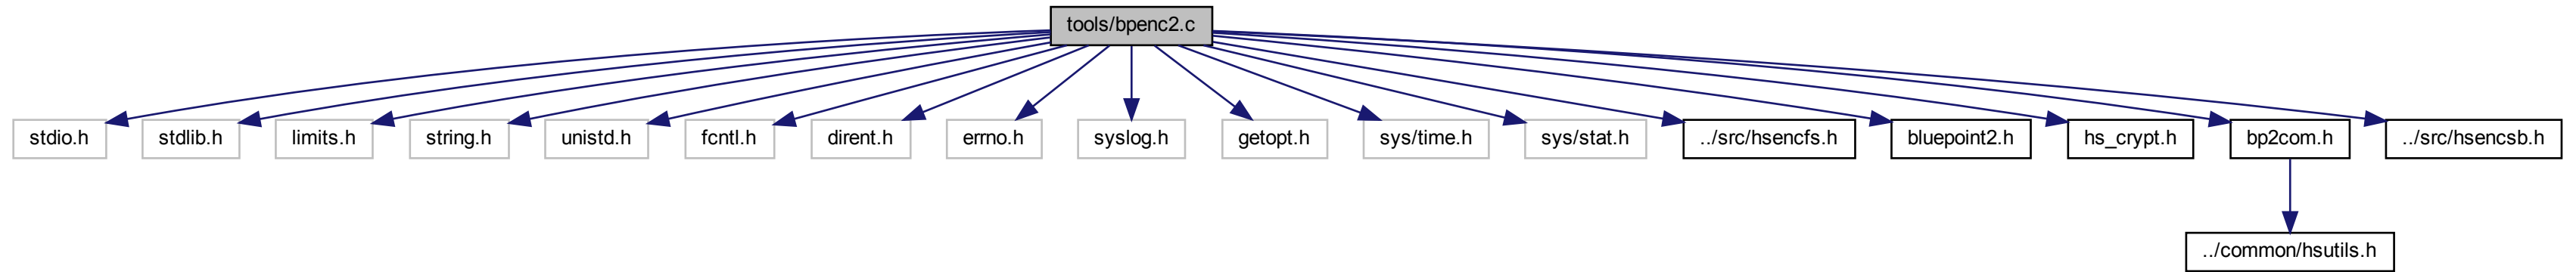 tools/bpenc2.c
stdio.h
stdlib.h
limits.h
string.h
unistd.h
fcntl.h
dirent.h
errno.h
syslog.h
getopt.h
sys/time.h
sys/stat.h
../src/hsencfs.h
bluepoint2.h
hs_crypt.h
bp2com.h
../src/hsencsb.h
../common/hsutils.h